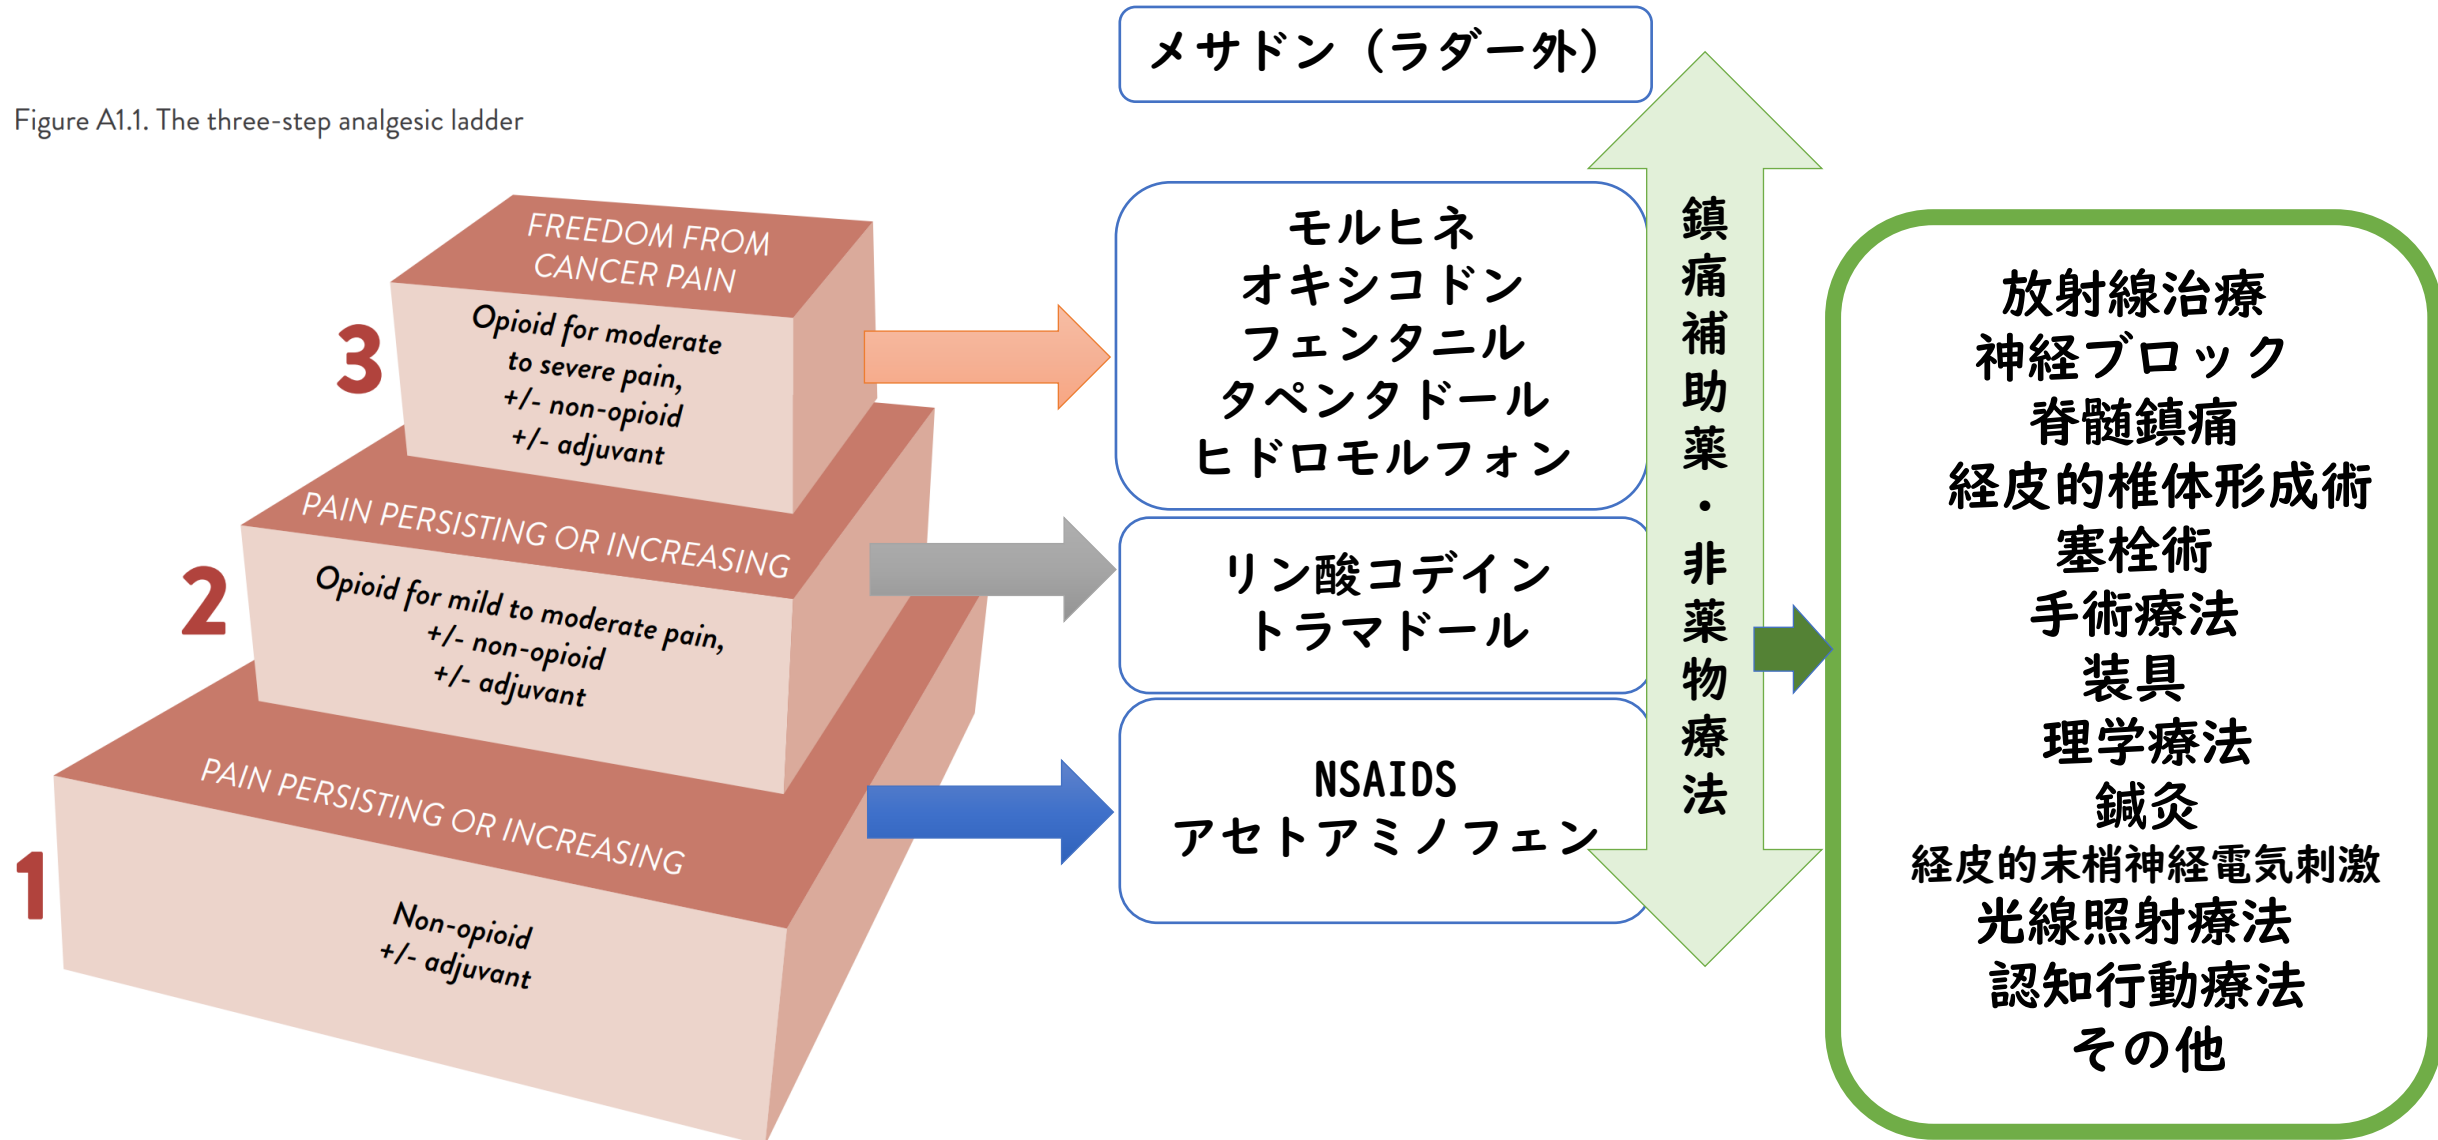 Figure A1.1. The three-step analgesic ladder
3
FREEDOM FROM
CANCER PAIN
Opioid for moderate
to severe pain,
+/- non-opioid
+/- adjuvant
2
PAIN PERSISTING OR INCREASING
Opioid for mild to moderate pain,
+/- non-opioid
+/- adjuvant
1
PAIN PERSISTING OR INCREASING
Non-opioid
+/- adjuvant
メサドン（ラダー外）
モルヒネ
オキシコドン
フェンタニル
タペンタドール
ヒドロモルフォン
リン酸コデイン
トラマドール
NSAIDS
アセトアミノフェン
鎮痛補助薬・非薬物療法
放射線治療
神経ブロック
脊髄鎮痛
経皮的椎体形成術
塞栓術
手術療法
装具
理学療法
鍼灸
経皮的末梢神経電気刺激
光線照射療法
認知行動療法
その他